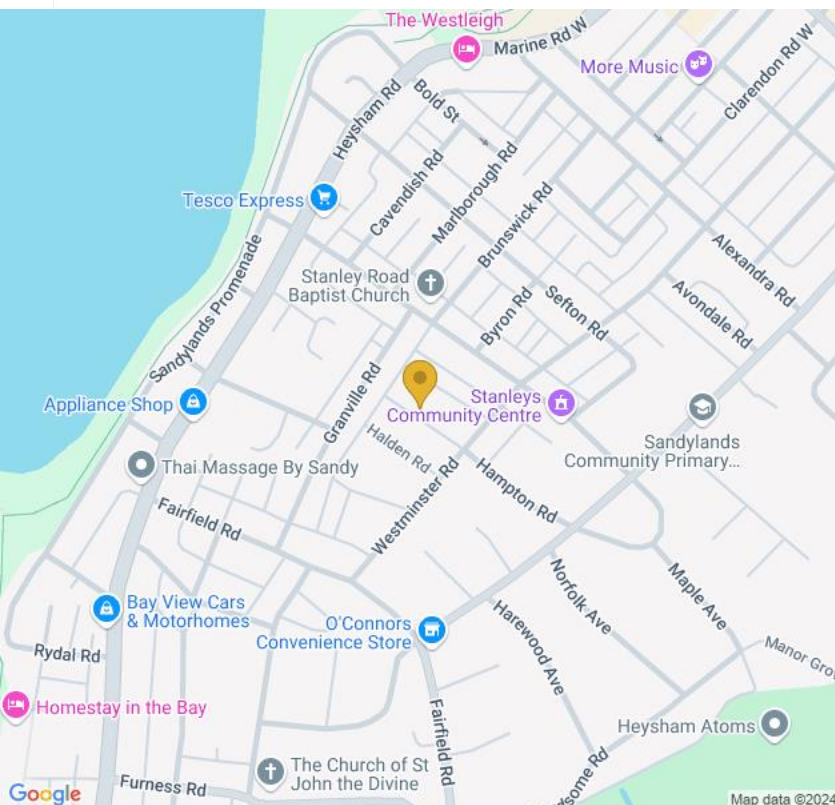 The Westleigh
Marine Rd W
More Music
Clarendon Rd W
Bold St
Heysham Rd
Cavendish Rd
Marlborough Rd
Tesco Express
Brunswick Rd
Alexandra Rd
Sandylands Promenade
Stanley Road
Baptist Church
Sefton Rd
Byron Rd
Avondale Rd
Granville Rd
Appliance Shop
Stanleys
Community Centre
Sandylands
Community Primary...
Halden Rd
Thai Massage By Sandy
Westminster Rd
Hampton Rd
Fairfield Rd
Norfolk Ave
Maple Ave
Bay View Cars
& Motorhomes
O'Connors
Convenience Store
Harewood Ave
Rydal Rd
Manor Gro
Homestay in the Bay
Fairfield Rd
Heysham Atoms
The Church of St
John the Divine
Furness Rd
dsome Rd
Google
Map data ©2024